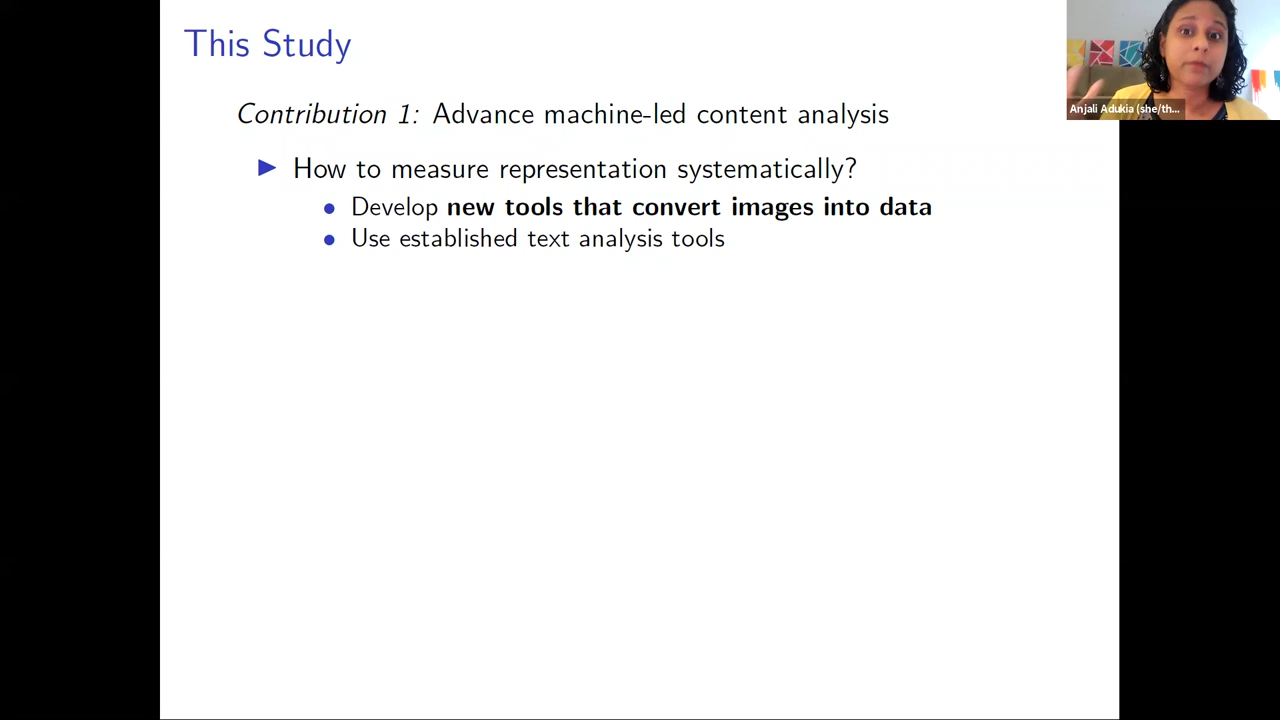 This Study
Contribution 1: Advance machine-led content analysis
▶ How to measure representation systematically?
• Develop new tools that convert images into data
• Use established text analysis tools
Anjali Adukia (she/th...